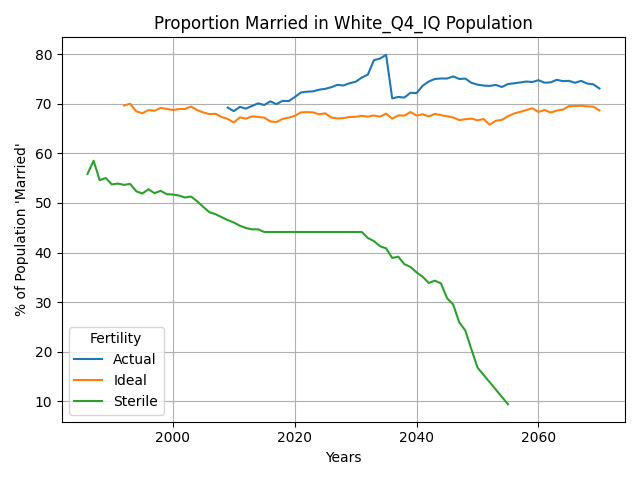 Proportion Married in White_Q4_IQ Population
% of Population 'Married'
80
70
60
50
40
30
20
10
Fertility
Actual
Ideal
Sterile
2000
2020
2040
2060
Years